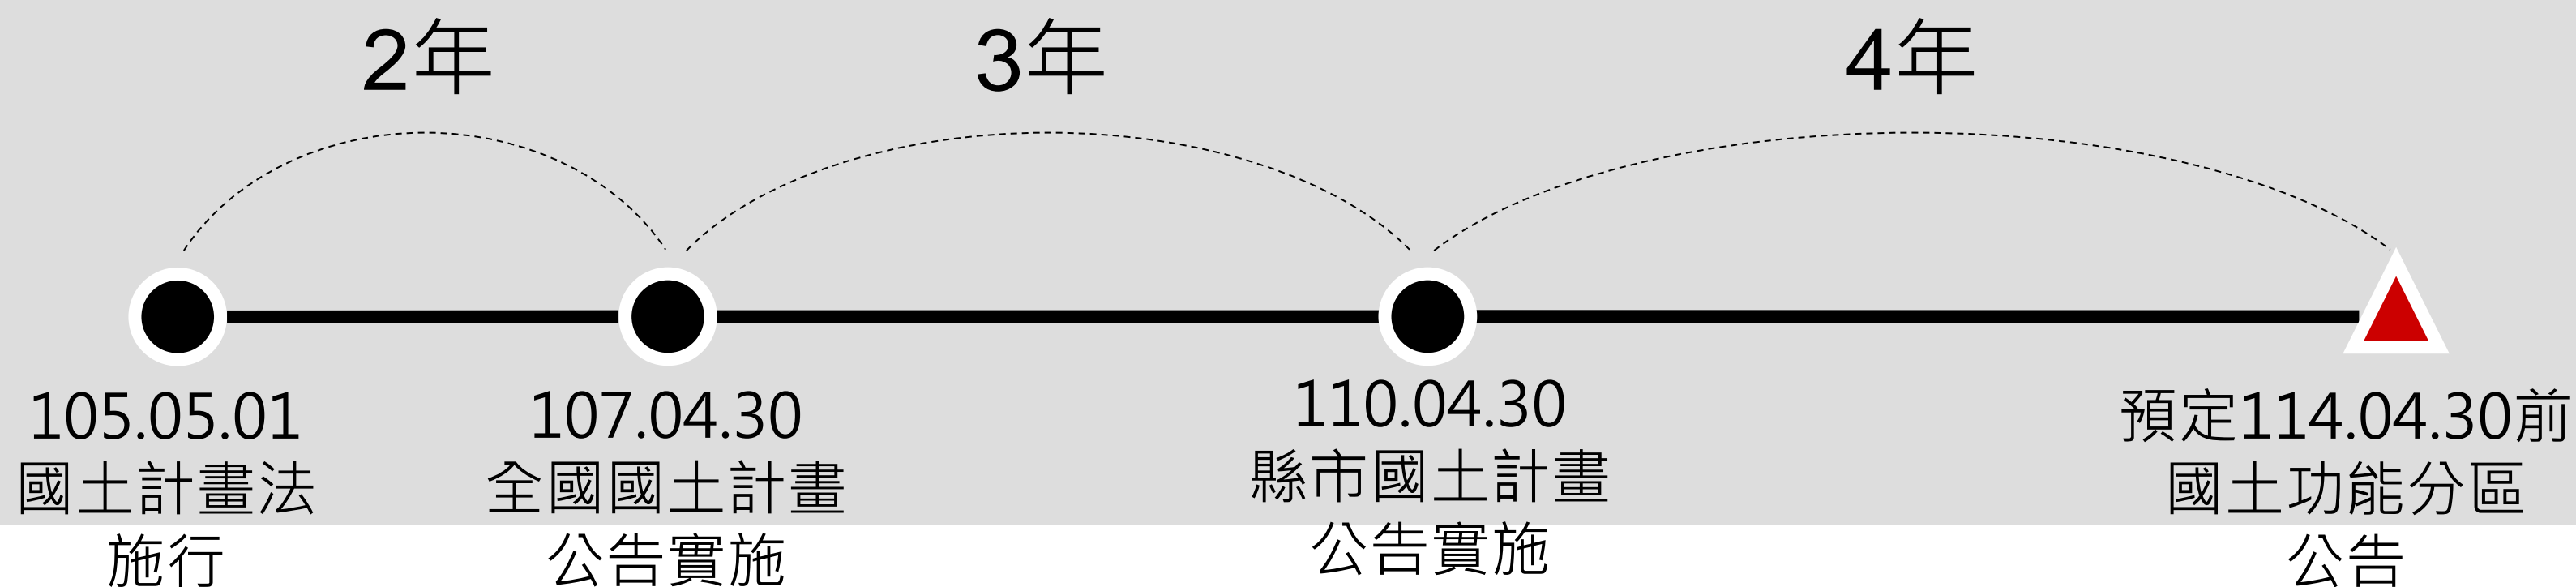 2年
3年
4年
105.05.01
國土計畫法
施行
107.04.30
全國國土計畫
公告實施
110.04.30
縣市國土計畫
公告實施
預定114.04.30前
國土功能分區
公告